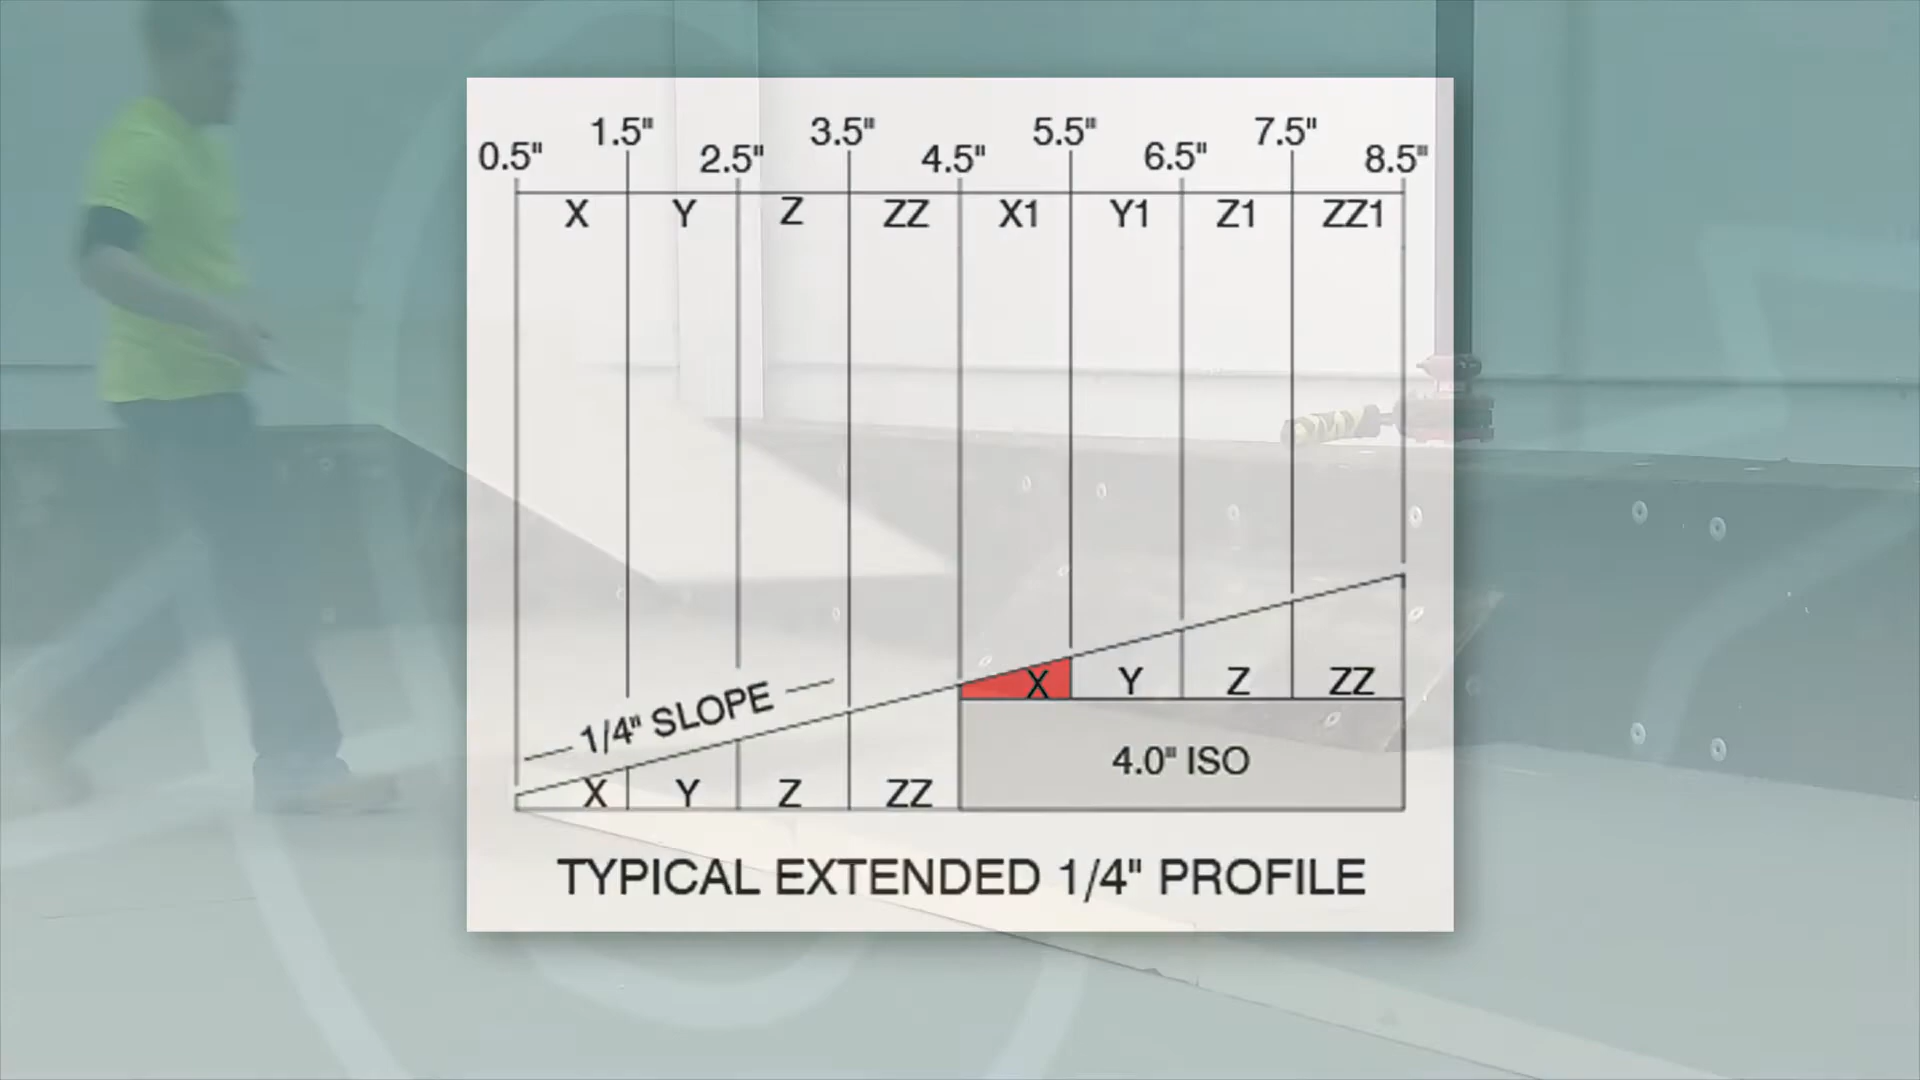 0.5" 1.5" 2.5" 3.5" 4.5" 5.5" 6.5" 7.5" 8.5"
X Y Z ZZ X1 Y1 Z1 ZZ1
1/4" SLOPE
X Y Z ZZ
4.0" ISO
X Y Z ZZ
TYPICAL EXTENDED 1/4" PROFILE